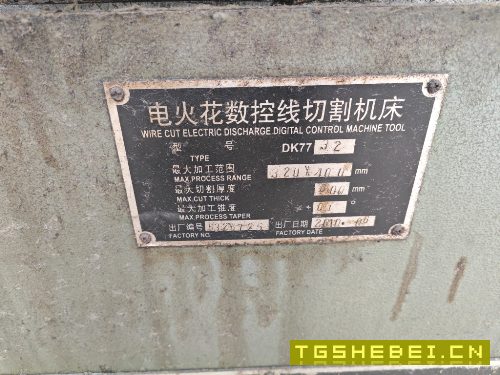 电火花数控线切割机床
WIRE CUT ELECTRIC DISCHARGE DIGITAL CONTROL MACHINE TOOL
型 号 DK77 32
TYPE
最大加工范围 320 × 400 mm
MAX.PROCESS RANGE
最大切割厚度 mm
MAX.CUT THICK
最大加工锥度 °
MAX.PROCESS TAPER
出厂编号 出厂日期
FACTORY NO. FACTORY DATE
TGSHEBEI.CN